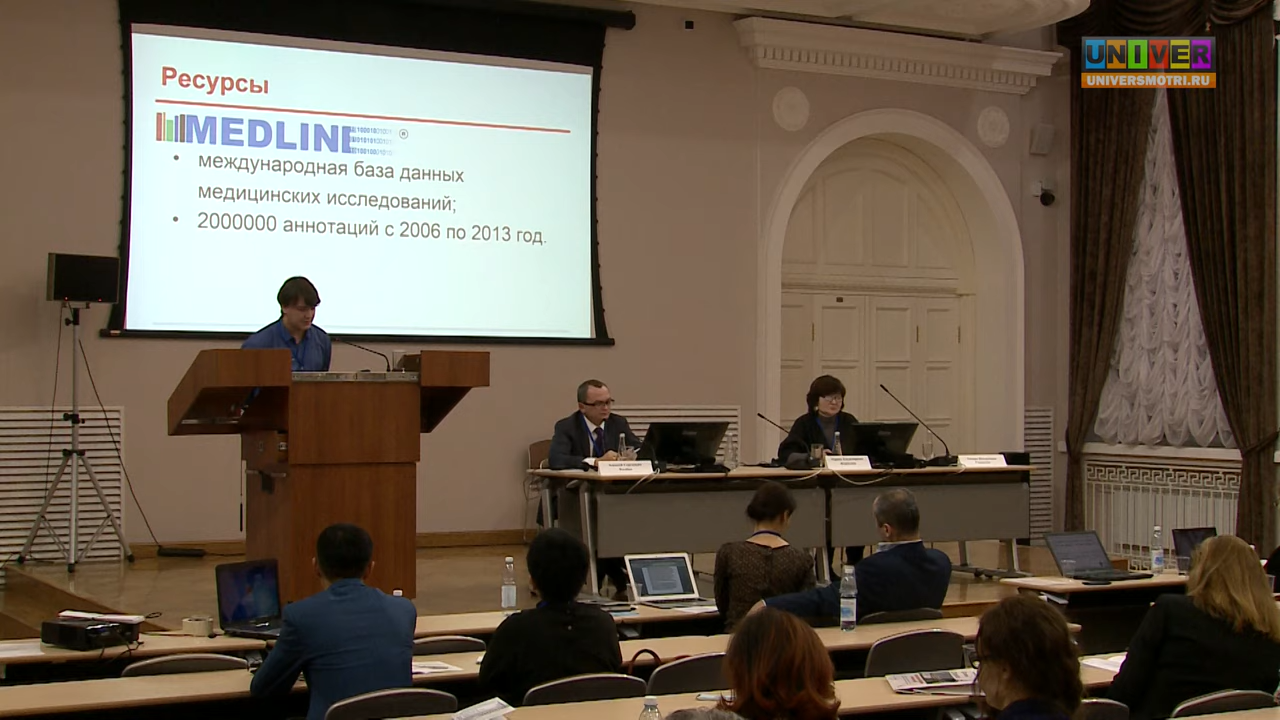 UNIVER
UNIVERSMOTRI.RU
Ресурсы
MEDLINE ®
• международная база данных
медицинских исследований;
• 2000000 аннотаций с 2006 по 2013 год.